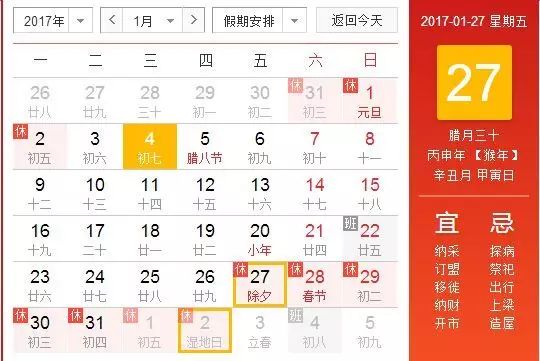 2017年 1月 假期安排 返回今天
一 二 三 四 五 六 日
26 27 28 29 30 休 31 休 1
廿八 廿九 三十 初一 初二 初三 元旦
休 2 3 4 5 6 7 8
初五 初六 初七 腊八节 初九 初十 十一
9 10 11 12 13 14 15
十二 十三 十四 十五 十六 十七 十八
16 17 18 19 20 21 班 22
十九 二十 廿一 廿二 小年 廿四 廿五
23 24 25 26 休 27 休 28 休 29
廿六 廿七 廿八 廿九 除夕 春节 初二
休 30 休 31 休 1 休 2 3 班 4 5
初三 初四 初五 湿地日 立春 初八 初九
2017-01-27 星期五
27
腊月三十
丙申年 【猴年】
辛丑月 甲寅日
宜 忌
纳采 探病
订盟 祭祀
移徙 出行
纳财 上梁
开市 造屋